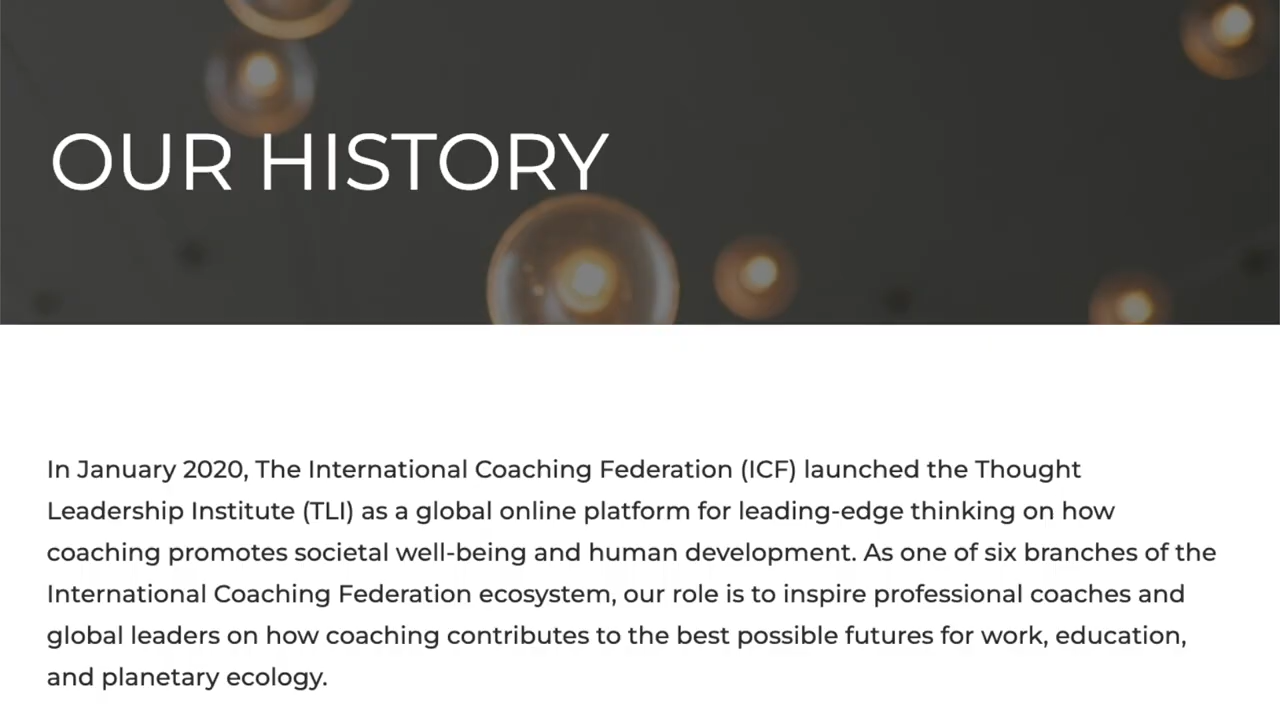 OUR HISTORY
In January 2020, The International Coaching Federation (ICF) launched the Thought
Leadership Institute (TLI) as a global online platform for leading-edge thinking on how
coaching promotes societal well-being and human development. As one of six branches of the
International Coaching Federation ecosystem, our role is to inspire professional coaches and
global leaders on how coaching contributes to the best possible futures for work, education,
and planetary ecology.